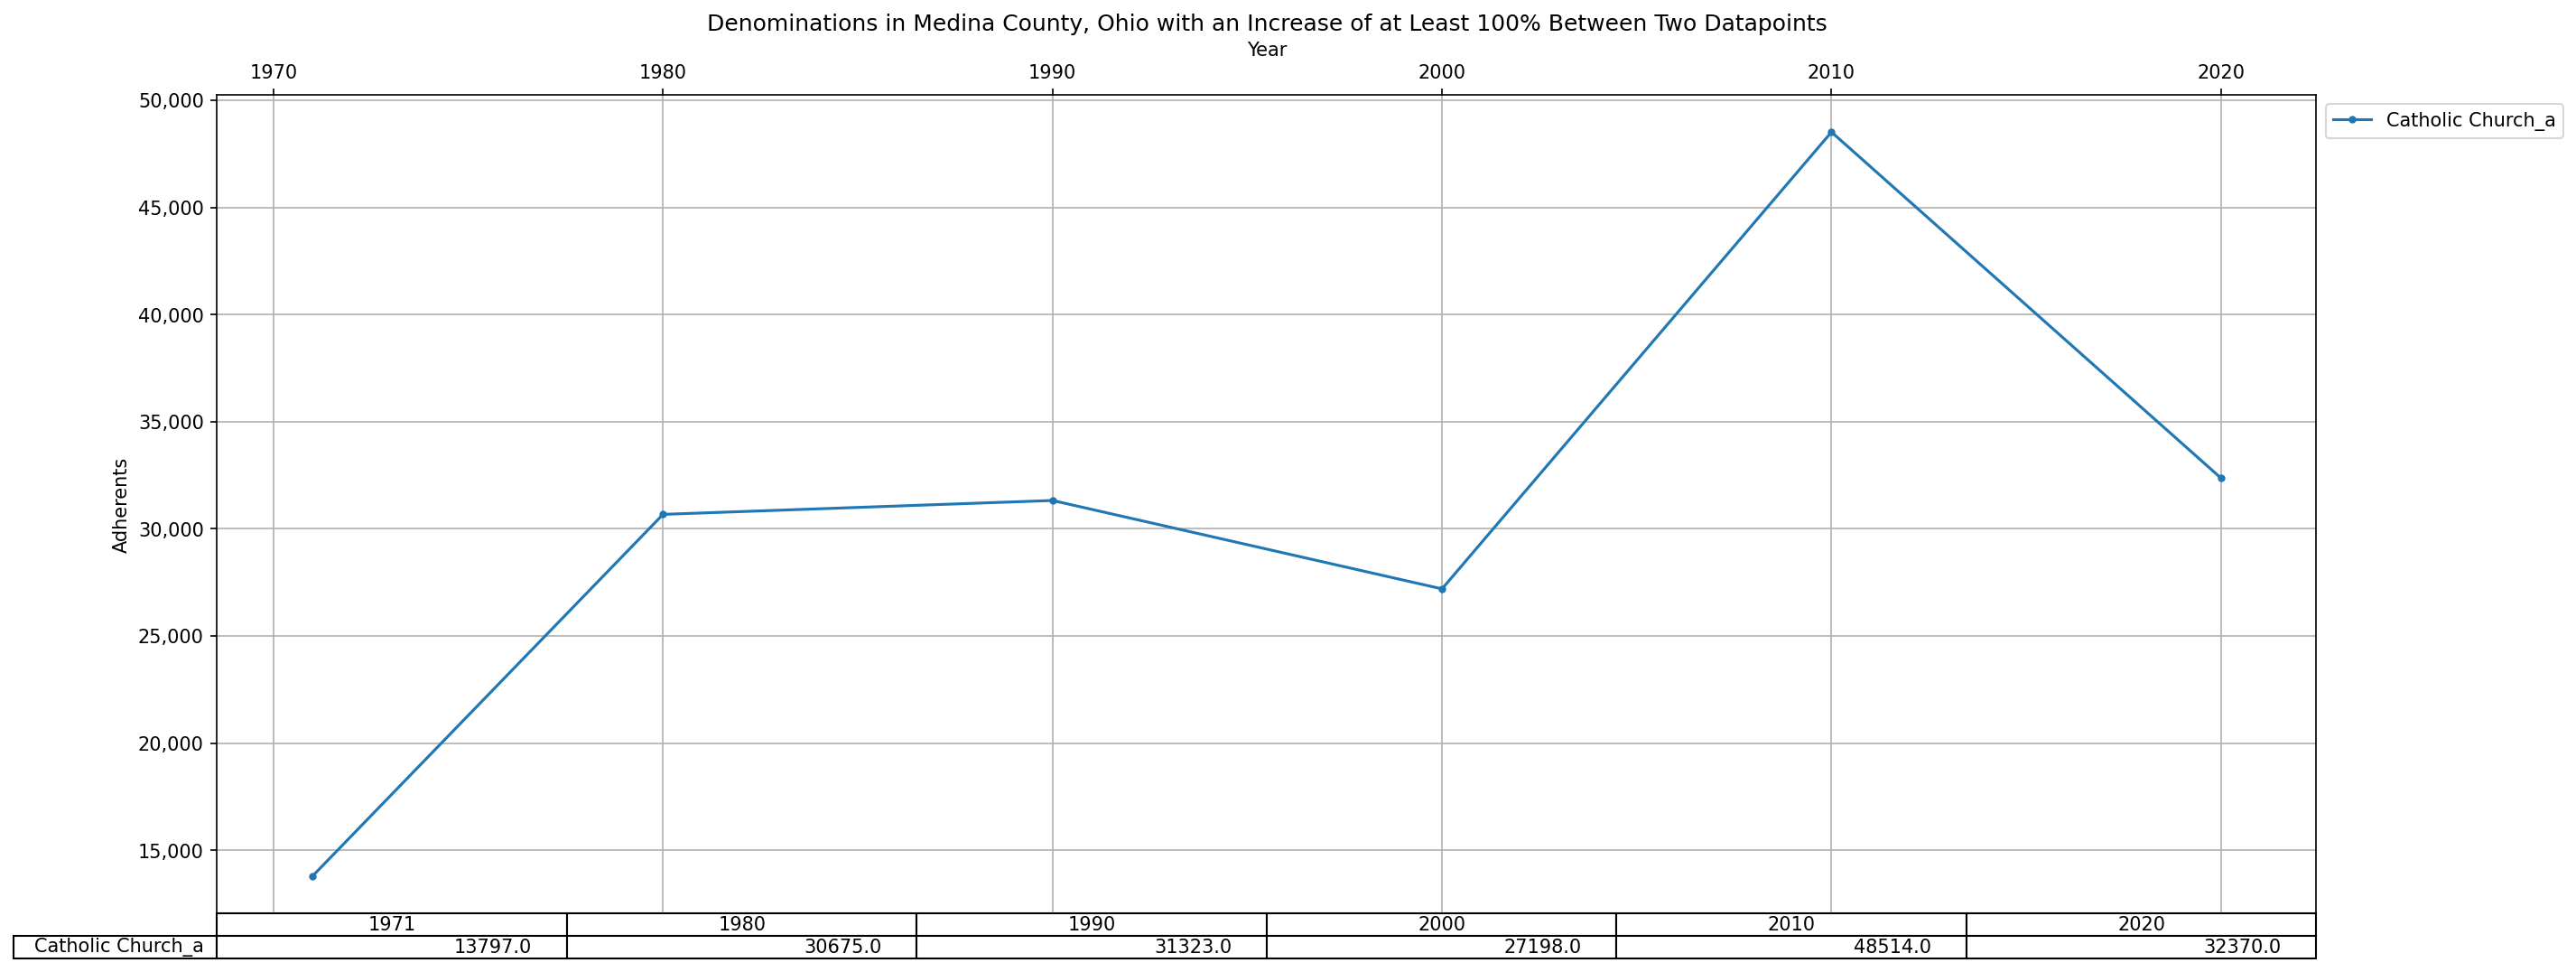 Denominations in Medina County, Ohio with an Increase of at Least 100% Between Two Datapoints
Year
1970 1980 1990 2000 2010 2020
50,000
45,000
40,000
35,000
30,000
25,000
20,000
15,000
Adherents
Catholic Church_a
1971 1980 1990 2000 2010 2020
Catholic Church_a 13797.0 30675.0 31323.0 27198.0 48514.0 32370.0